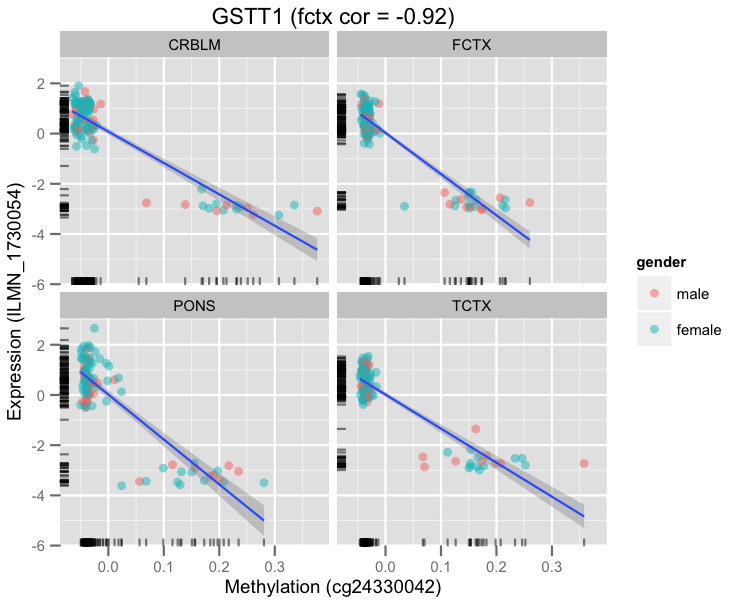 GSTT1 (fctx cor = -0.92)
CRBLM
FCTX
2
0
-2
-4
-6
PONS
TCTX
2
0
-2
-4
-6
0.0
0.1
0.2
0.3
0.0
0.1
0.2
0.3
Expression (ILMN_1730054)
Methylation (cg24330042)
gender
male
female